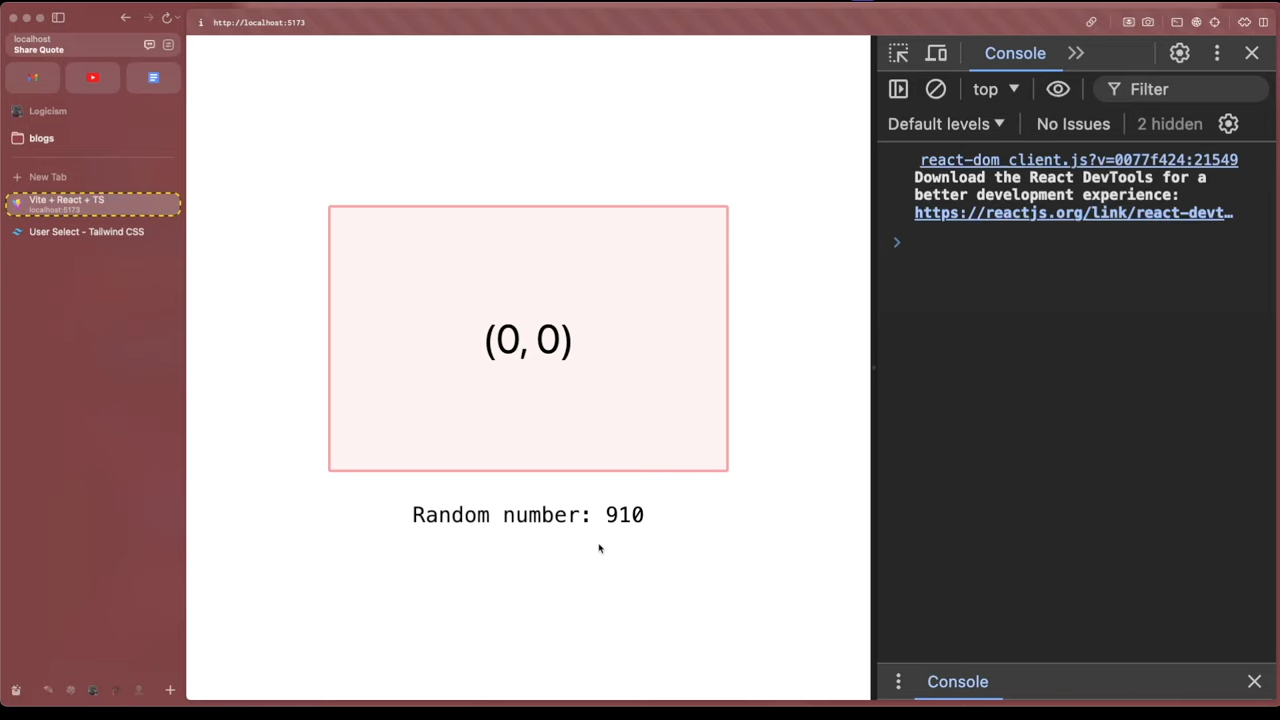 http://localhost:5173
localhost
Share Quote
Logicism
blogs
New Tab
Vite + React + TS
localhost:5173
User Select - Tailwind CSS
(0, 0)
Random number: 910
Console
top
Filter
Default levels
No Issues
2 hidden
react-dom_client.js?v=0077f424:21549
Download the React DevTools for a
better development experience:
https://reactjs.org/link/react-devt…
Console